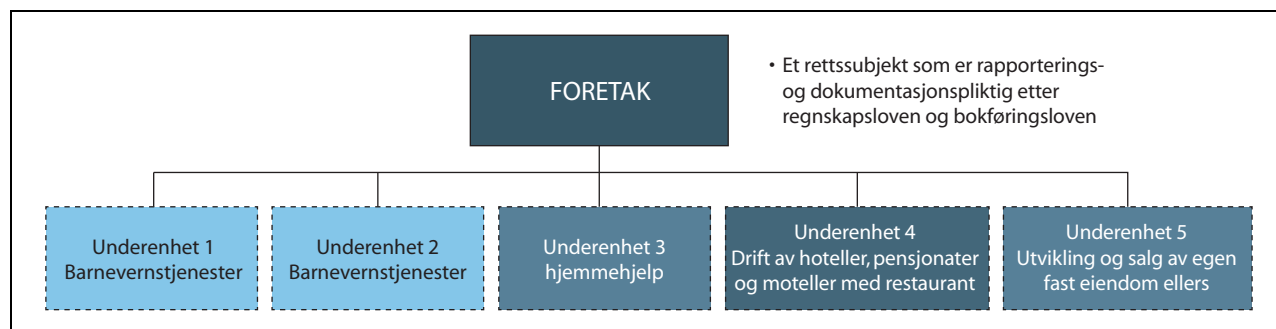 FORETAK
• Et rettssubjekt som er rapporterings-
og dokumentasjonspliktig etter
regnskapsloven og bokføringsloven
Underenhet 1
Barnevernstjenester
Underenhet 2
Barnevernstjenester
Underenhet 3
hjemmehjelp
Underenhet 4
Drift av hoteller, pensjonater
og moteller med restaurant
Underenhet 5
Utvikling og salg av egen
fast eiendom ellers